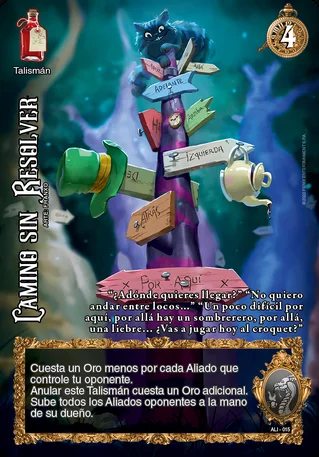 4
Talismán
CAMINO SIN RESOLVER
ARTE: FRANXO
ADELANTE
IZQUIERDA
ATRÁS
POR AQUÍ
"¿Adónde quieres llegar?" "No quiero
andar entre locos..." "Un poco difícil por
aquí, por allá hay un sombrerero, por allá,
una liebre... ¿Vas a jugar hoy al croquet?"
Cuesta un Oro menos por cada Aliado que
controle tu oponente.
Anular este Talismán cuesta un Oro adicional.
Sube todos los Aliados oponentes a la mano
de su dueño.
ALI - 015